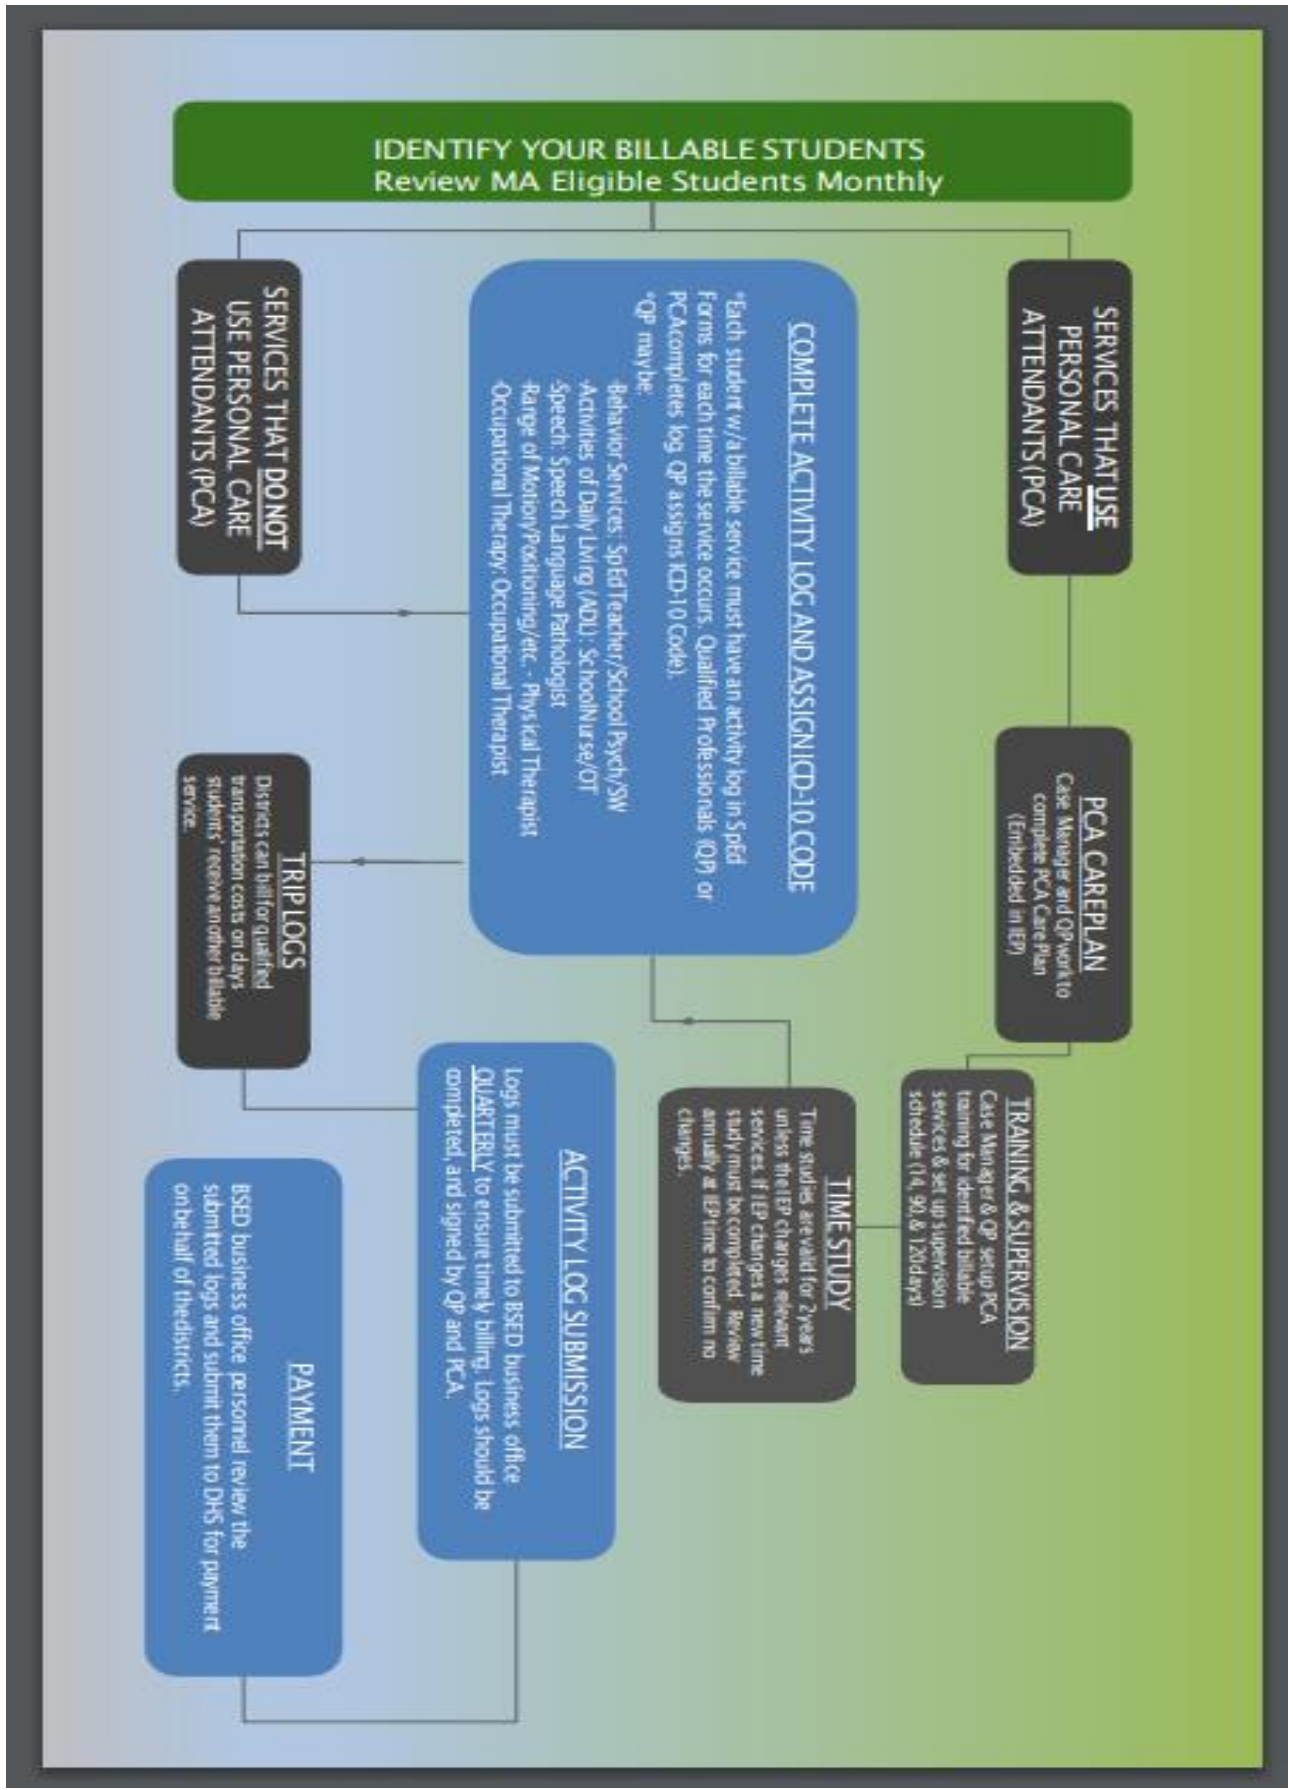 IDENTIFY YOUR BILLABLE STUDENTS
Review MA Eligible Students Monthly
SERVICES THAT USE
PERSONAL CARE
ATTENDANTS (PCA)
PCA CARE PLAN
Case Manager and QP work to
complete PCA Care Plan
(Embedded in IEP)
TRAINING & SUPERVISION
Case Manager & QP setup PCA
training for identified billable
services & set up supervision
schedule (14, 90, & 120 days)
TIME STUDY
Time studies are valid for 2 years
unless the IEP changes relevant
services. If IEP changes a new time
study must be completed. Review
annually at IEP time to confirm no
changes.
COMPLETE ACTIVITY LOG AND ASSIGN ICD-10 CODE
*Each student w/a billable service must have an activity log in SpEd
Forms for each time the service occurs. Qualified Professionals (QP) or
PCA completes log. QP assigns ICD-10 Code).
*QP may be:
-Behavior Services: SpEd Teacher/School Psych/SW
-Activities of Daily Living (ADL): School Nurse/OT
-Speech: Speech Language Pathologist
-Range of Motion/Positioning/etc. - Physical Therapist
-Occupational Therapy: Occupational Therapist
SERVICES THAT DO NOT
USE PERSONAL CARE
ATTENDANTS (PCA)
TRIP LOGS
Districts can bill for qualified
transportation costs on days
students' receive another billable
service.
ACTIVITY LOG SUBMISSION
Logs must be submitted to BSED business office
QUARTERLY to ensure timely billing. Logs should be
completed, and signed by QP and PCA.
PAYMENT
BSED business office personnel review the
submitted logs and submit them to DHS for payment
on behalf of the districts.